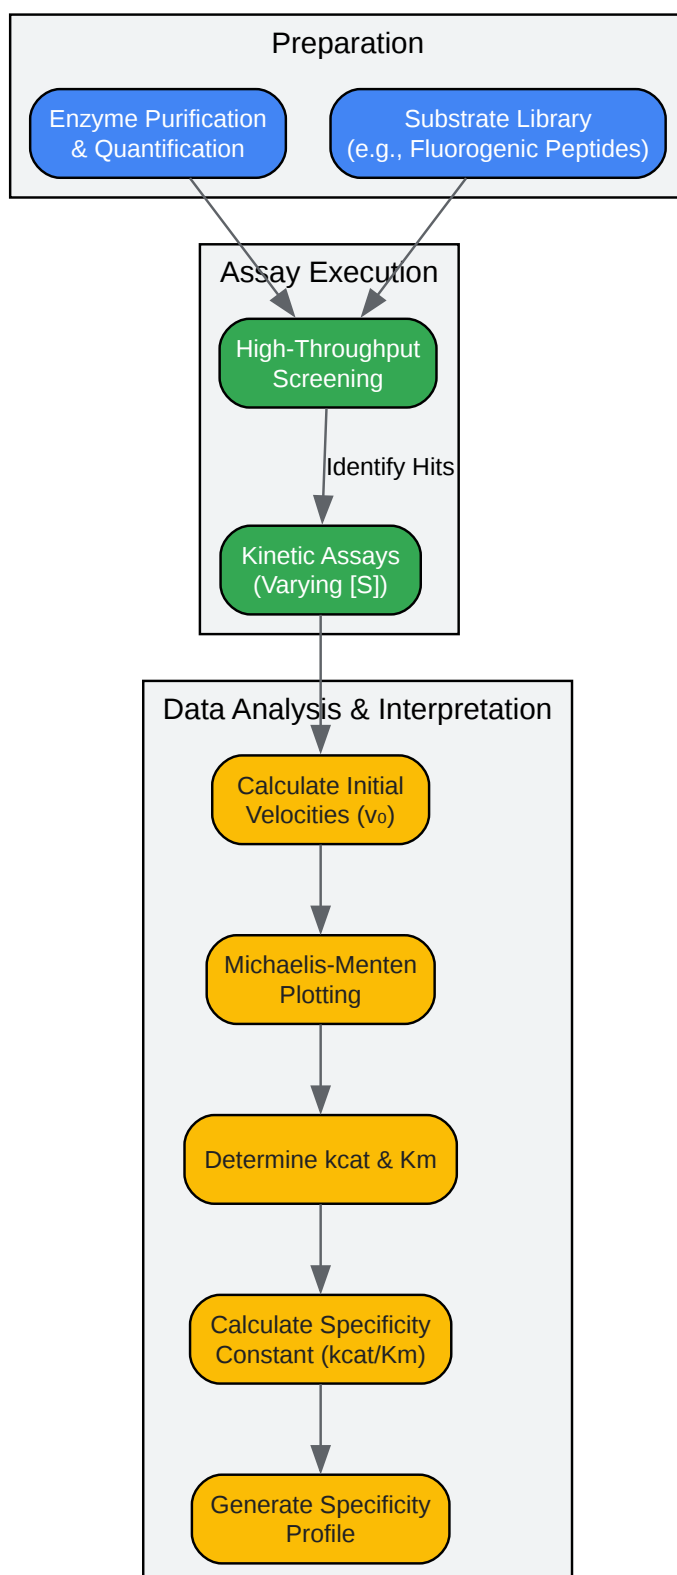 Preparation
Enzyme Purification
& Quantification
Substrate Library
(e.g., Fluorogenic Peptides)
Assay Execution
High-Throughput
Screening
Identify Hits
Kinetic Assays
(Varying [S])
Data Analysis & Interpretation
Calculate Initial
Velocities (v₀)
Michaelis-Menten
Plotting
Determine kcat & Km
Calculate Specificity
Constant (kcat/Km)
Generate Specificity
Profile